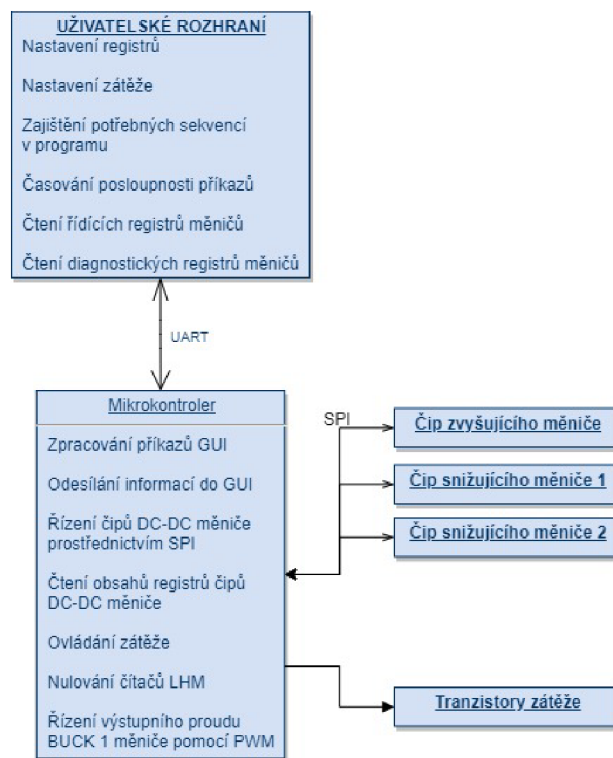 UŽIVATELSKÉ ROZHRANÍ
Nastavení registrů
Nastavení zátěže
Zajištění potřebných sekvencí
v programu
Časování posloupnosti příkazů
Čtení řídících registrů měničů
Čtení diagnostických registrů měničů
UART
Mikrokontroler
Zpracování příkazů GUI
Odesílání informací do GUI
Řízení čipů DC-DC měniče
prostřednictvím SPI
Čtení obsahů registrů čipů
DC-DC měniče
Ovládání zátěže
Nulování čítačů LHM
Řízení výstupního proudu
BUCK 1 měniče pomocí PWM
SPI
Čip zvyšujícího měniče
Čip snižujícího měniče 1
Čip snižujícího měniče 2
Tranzistory zátěže